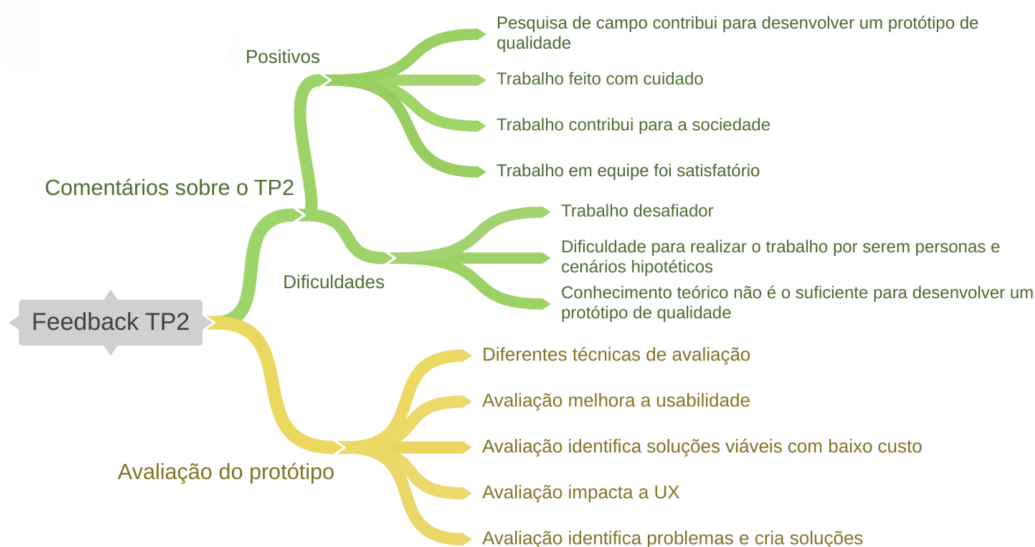 Pesquisa de campo contribui para desenvolver um protótipo de
qualidade
Positivos
Trabalho feito com cuidado
Trabalho contribui para a sociedade
Trabalho em equipe foi satisfatório
Comentários sobre o TP2
Trabalho desafiador
Dificuldade para realizar o trabalho por serem personas e
cenários hipotéticos
Dificuldades
Conhecimento teórico não é o suficiente para desenvolver um
protótipo de qualidade
Feedback TP2
Diferentes técnicas de avaliação
Avaliação melhora a usabilidade
Avaliação identifica soluções viáveis com baixo custo
Avaliação do protótipo
Avaliação impacta a UX
Avaliação identifica problemas e cria soluções